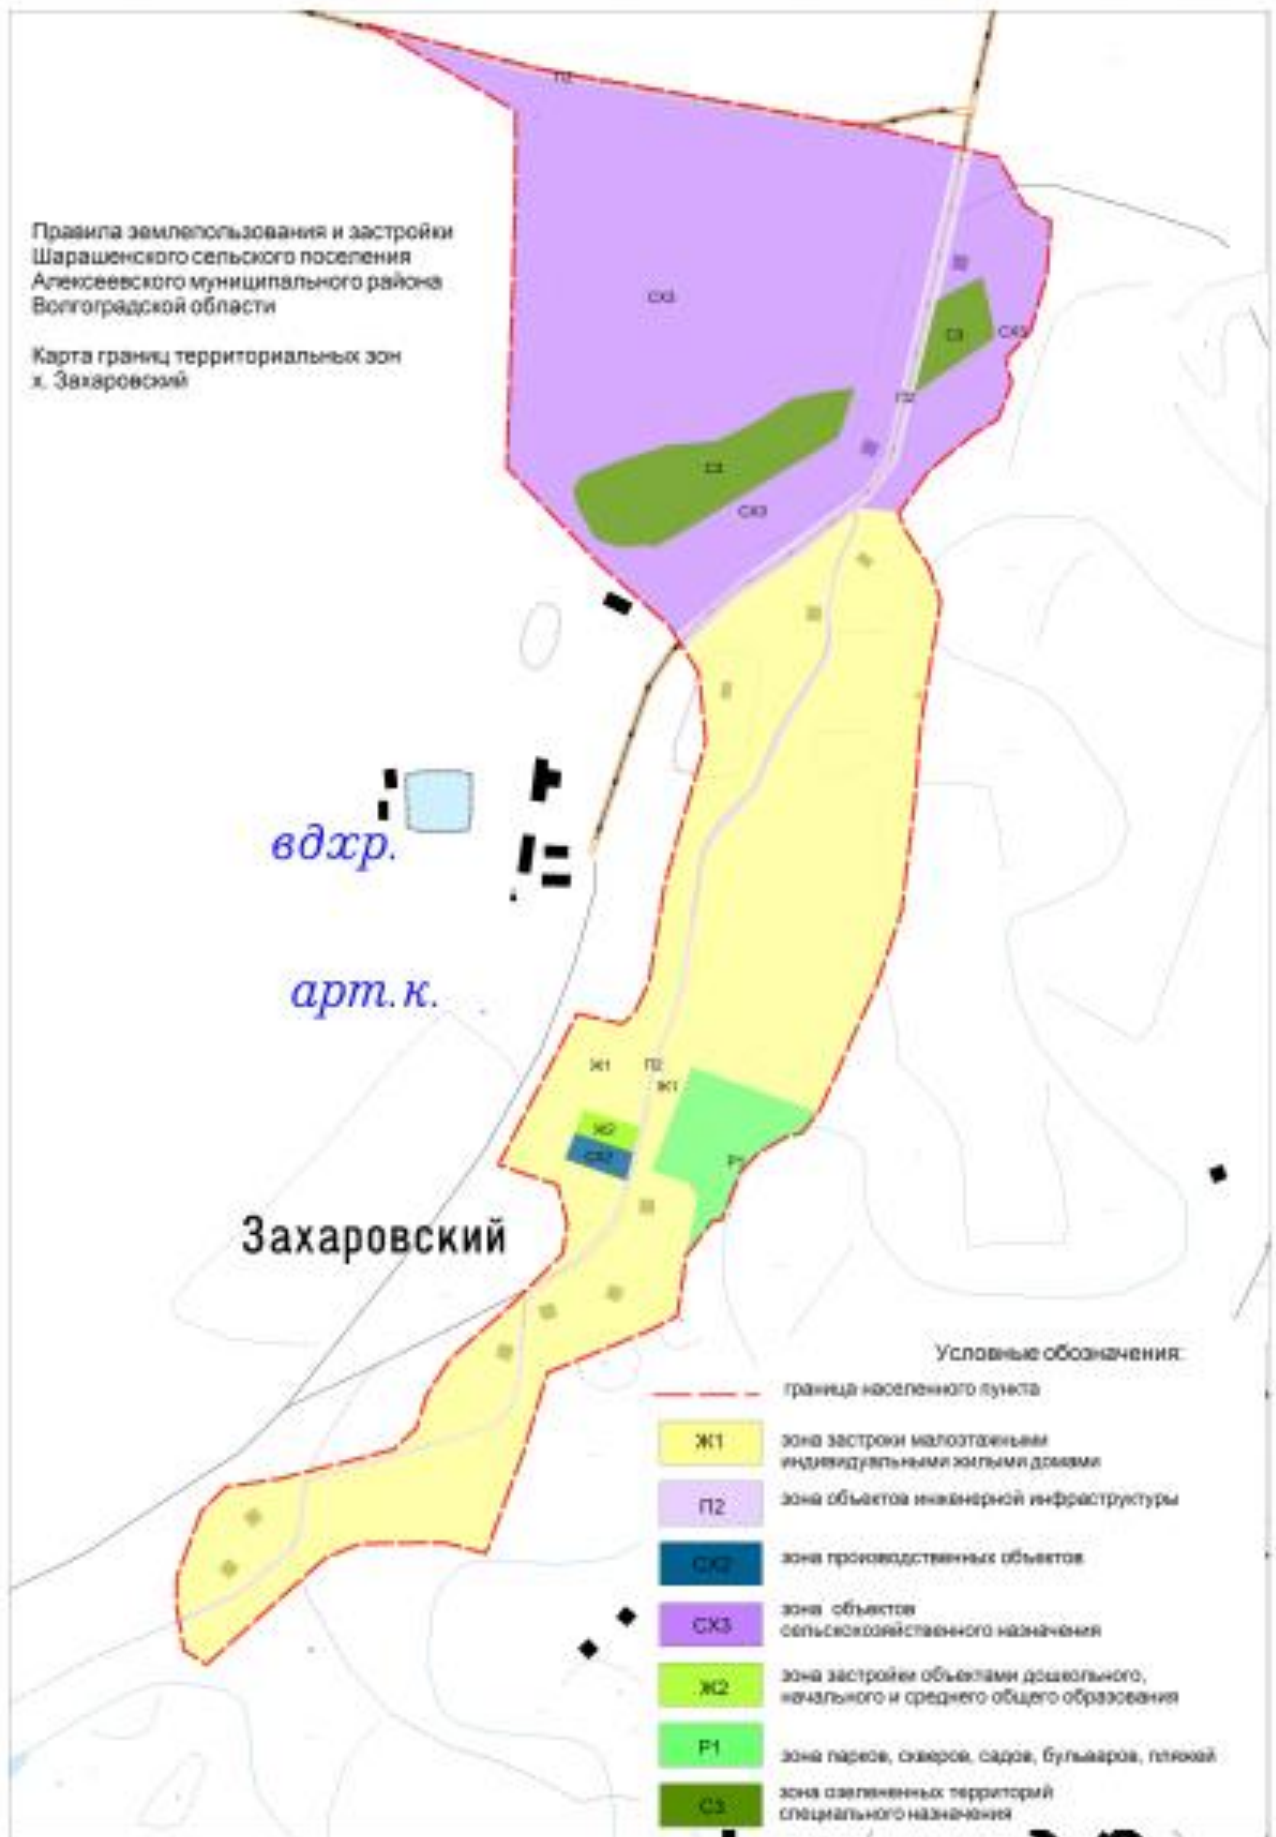 П2
Правила землепользования и застройки
Шарашенского сельского поселения
Алексеевского муниципального района
Волгоградской области
Карта границ территориальных зон
х. Захаровский
СХ3
С3
СХ3
П2
С3
СХ3
вдхр.
арт.к.
Ж1
П2
Ж1
Ж2
СХ2
Р1
Захаровский
Условные обозначения:
граница населенного пункта
Ж1
зона застроки малоэтажными
индивидуальными жилыми домами
П2
зона объектов инженерной инфраструктуры
СХ2
зона производственных объектов
СХ3
зона объектов
сельскохозяйственного назначения
Ж2
зона застройки объектами дошкольного,
начального и среднего общего образования
Р1
зона парков, скверов, садов, бульваров, пляжей
С3
зона озелененных территорий
специального назначения